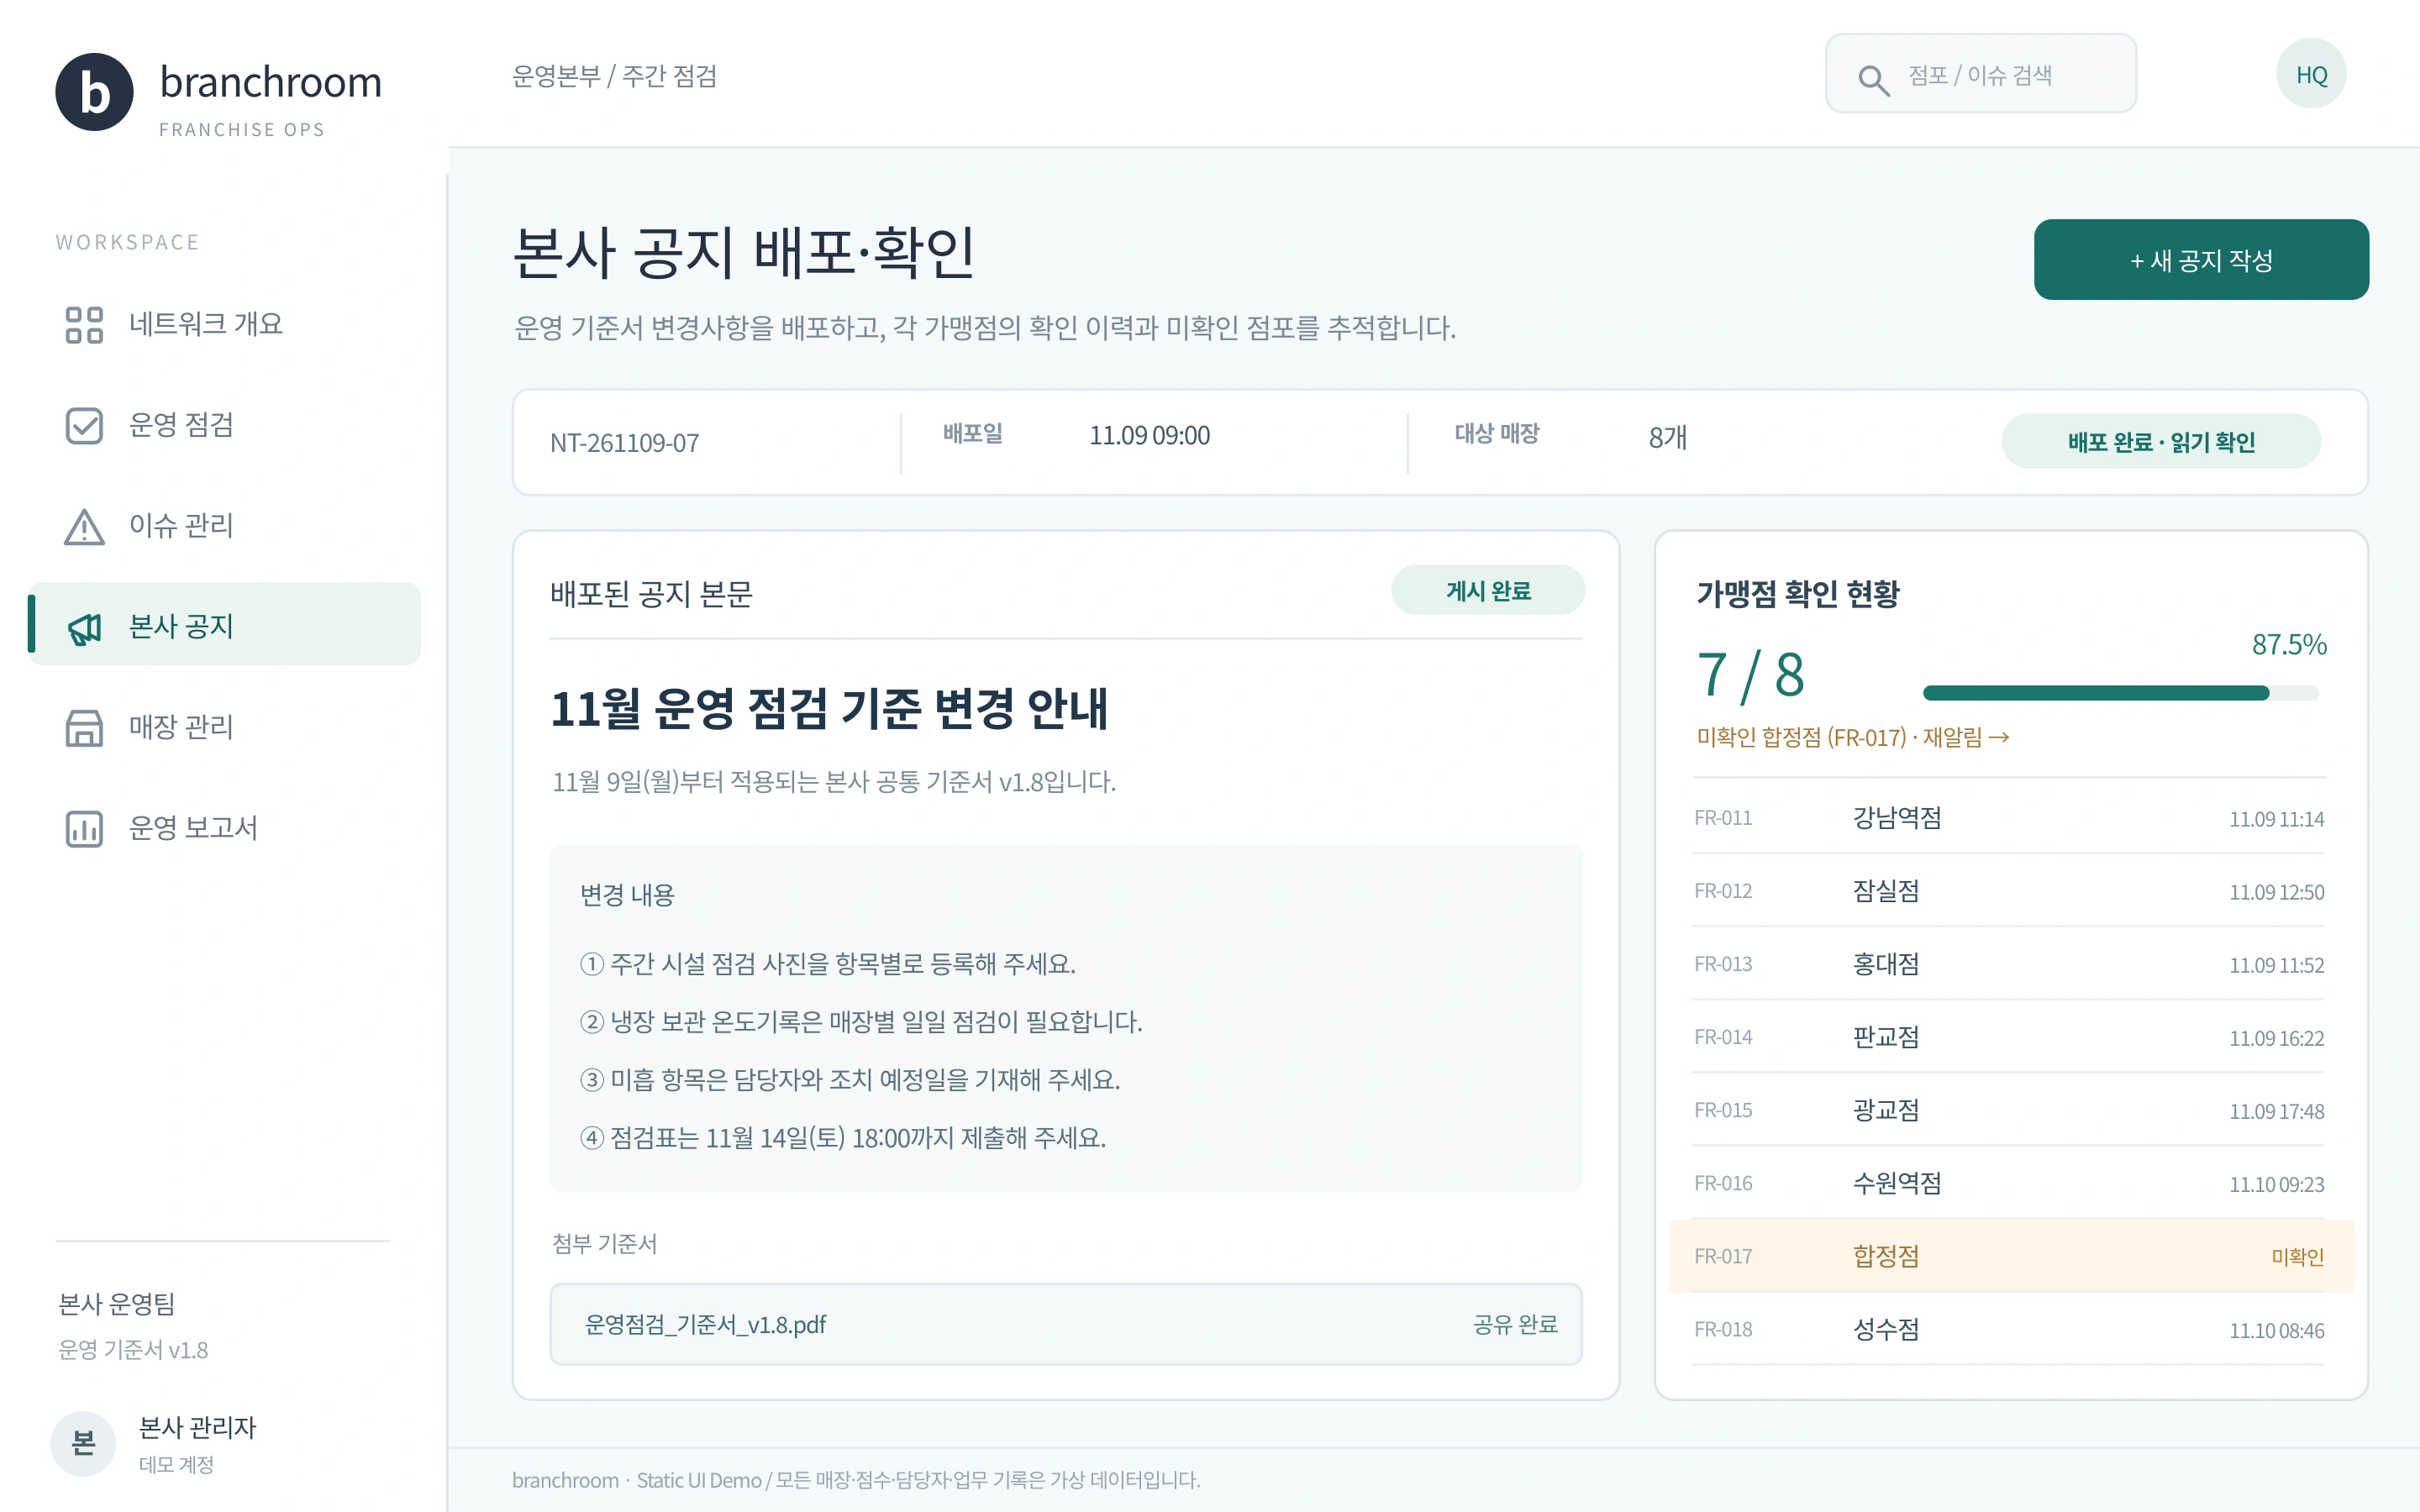 branchroom
FRANCHISE OPS
WORKSPACE
네트워크 개요
운영 점검
이슈 관리
본사 공지
매장 관리
운영 보고서
본사 운영팀
운영 기준서 v1.8
본
본사 관리자
데모 계정
운영본부 / 주간 점검
점포 / 이슈 검색
HQ
본사 공지 배포·확인
+ 새 공지 작성
운영 기준서 변경사항을 배포하고, 각 가맹점의 확인 이력과 미확인 점포를 추적합니다.
NT-261109-07 배포일 11.09 09:00 대상 매장 8개 배포 완료 · 읽기 확인
배포된 공지 본문 게시 완료
11월 운영 점검 기준 변경 안내
11월 9일(월)부터 적용되는 본사 공통 기준서 v1.8입니다.
변경 내용
① 주간 시설 점검 사진을 항목별로 등록해 주세요.
② 냉장 보관 온도기록은 매장별 일일 점검이 필요합니다.
③ 미흡 항목은 담당자와 조치 예정일을 기재해 주세요.
④ 점검표는 11월 14일(토) 18:00까지 제출해 주세요.
첨부 기준서
운영점검_기준서_v1.8.pdf 공유 완료
가맹점 확인 현황
7 / 8 87.5%
미확인 합정점 (FR-017) · 재알림 →
FR-011 강남역점 11.09 11:14
FR-012 잠실점 11.09 12:50
FR-013 홍대점 11.09 11:52
FR-014 판교점 11.09 16:22
FR-015 광교점 11.09 17:48
FR-016 수원역점 11.10 09:23
FR-017 합정점 미확인
FR-018 성수점 11.10 08:46
branchroom · Static UI Demo / 모든 매장·점수·담당자·업무 기록은 가상 데이터입니다.